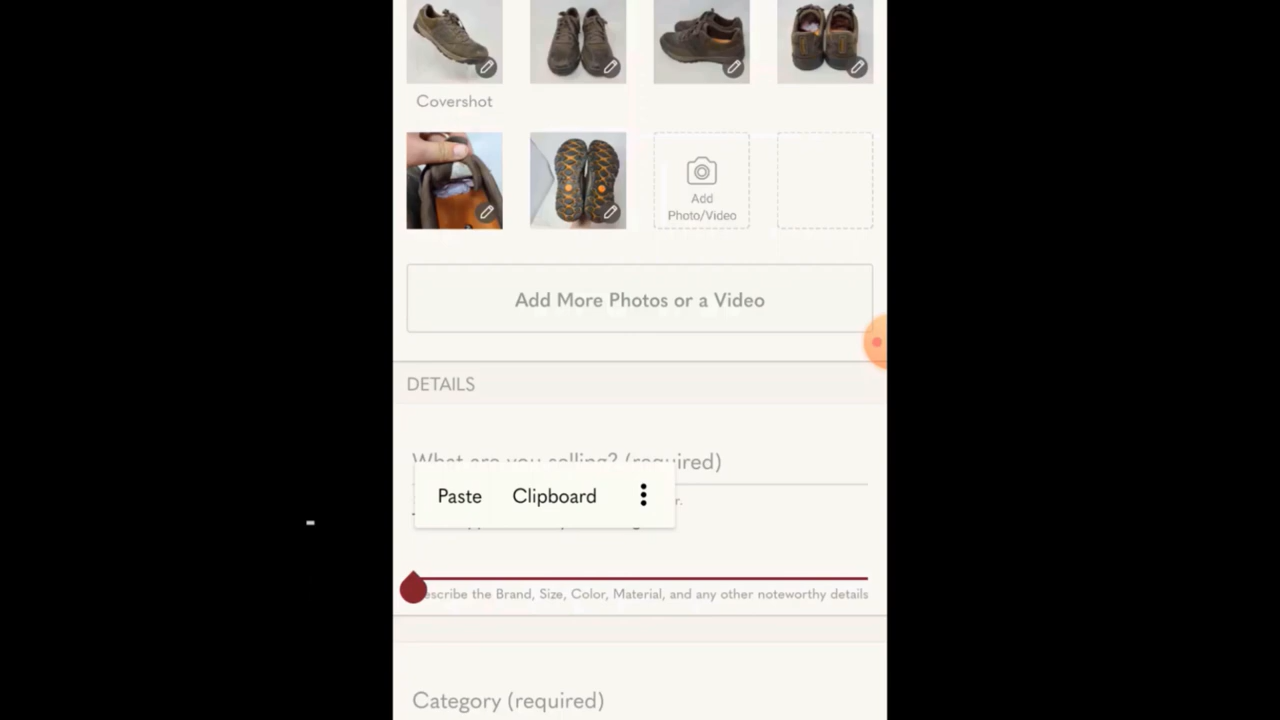 Covershot
Add
Photo/Video
Add More Photos or a Video
DETAILS
What are you selling? (required)
Paste Clipboard
r.
escribe the Brand, Size, Color, Material, and any other noteworthy details
Category (required)